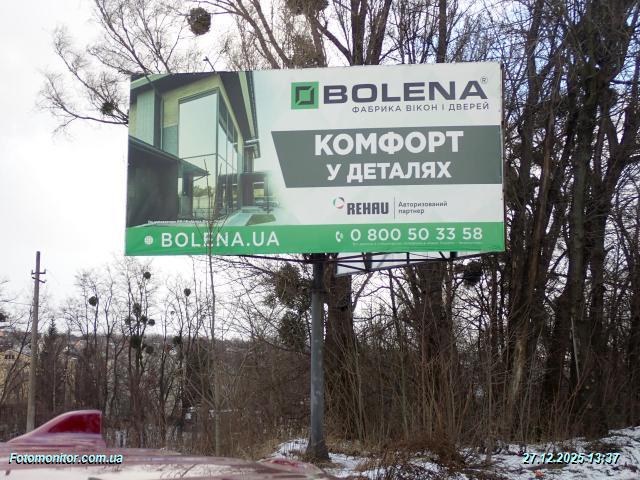 BOLENA®
ФАБРИКА ВІКОН І ДВЕРЕЙ
КОМФОРТ
У ДЕТАЛЯХ
REHAU
Авторизований
партнер
BOLENA.UA
0 800 50 33 58
Fotomonitor.com.ua
27.12.2025 13:37